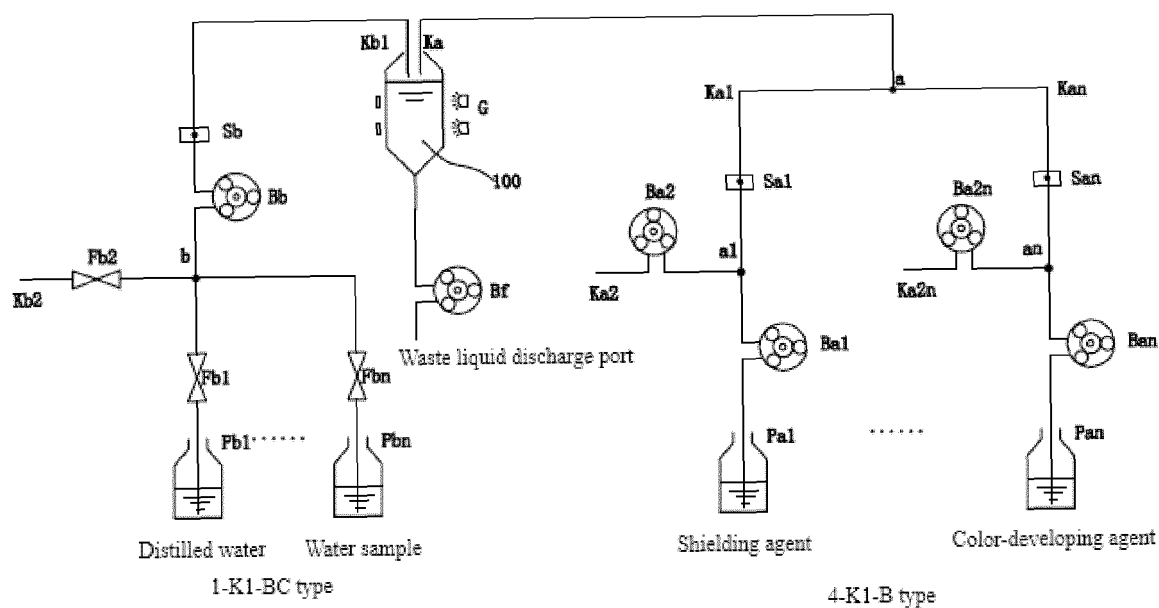 Kb1 Ka
a
Ka1 Kan
G
Sb
100
Sa1 San
Bb
Ba2 Ba2n
b
a1 an
Fb2
Kb2
Bf
Ka2 Ka2n
Waste liquid discharge port
Ba1 Ban
Fb1 Fbn
Pb1 ...... Pbn
Pa1 ...... Pan
Distilled water Water sample
Shielding agent Color-developing agent
1-K1-BC type 4-K1-B type